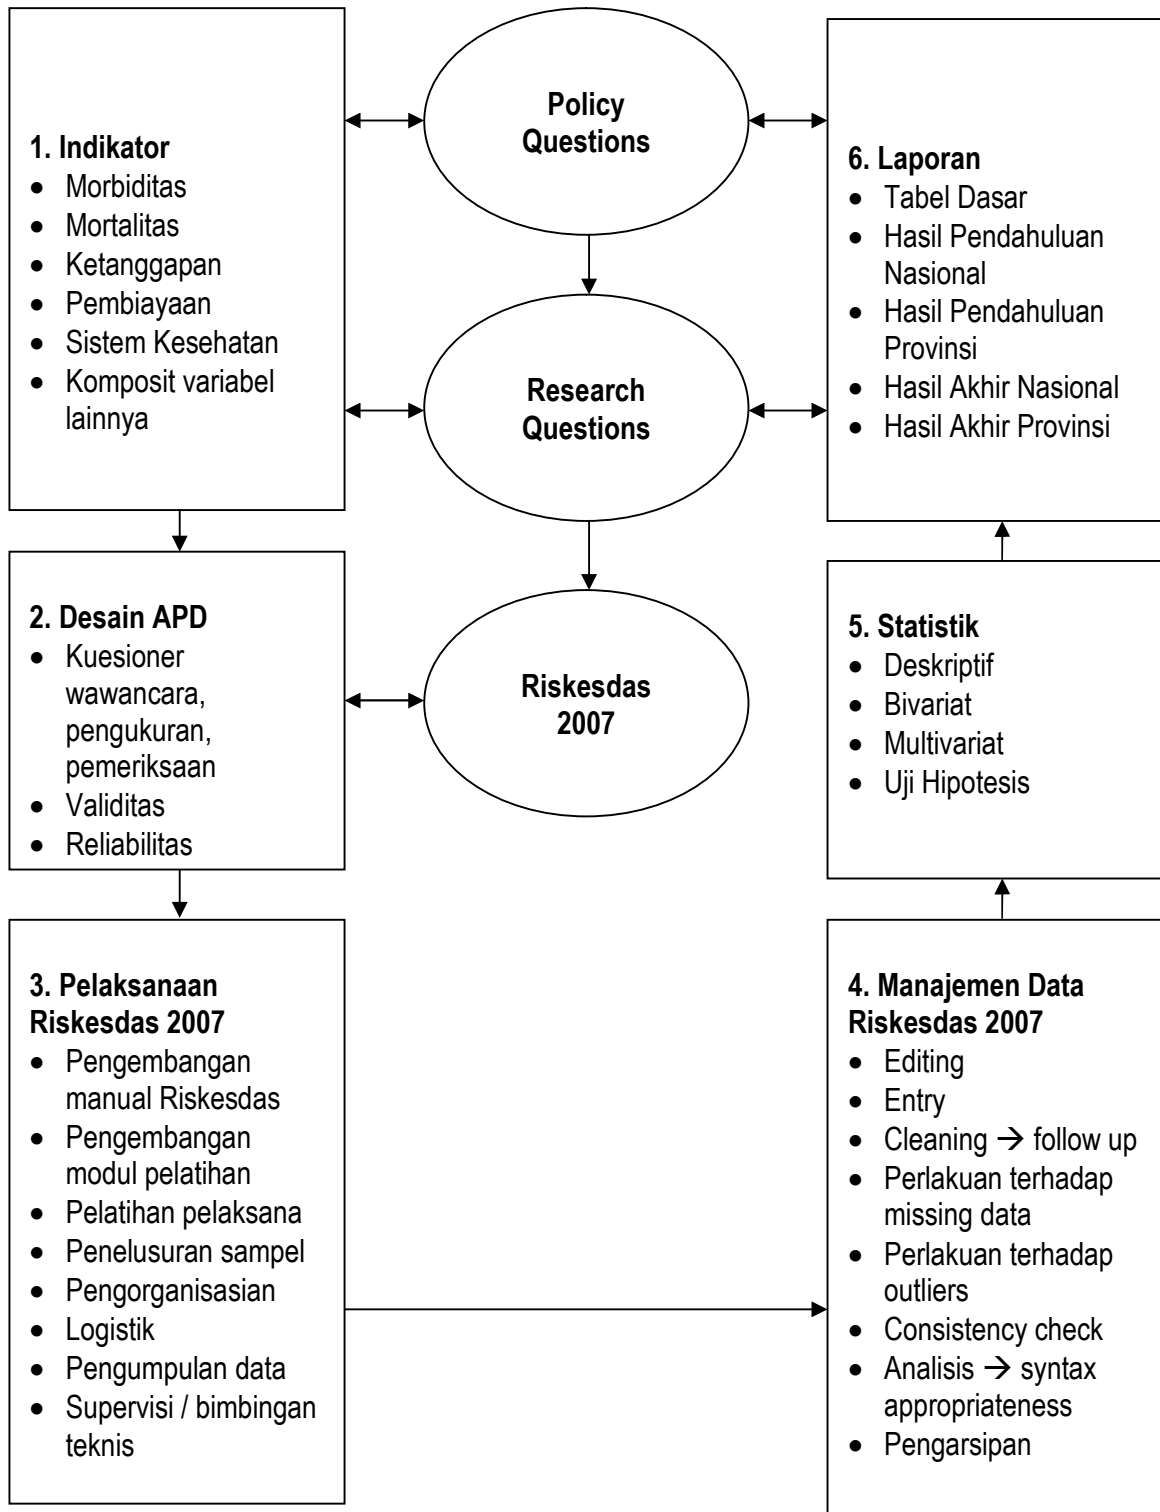 Policy
Questions
1. Indikator
• Morbiditas
• Mortalitas
• Ketanggapan
• Pembiayaan
• Sistem Kesehatan
• Komposit variabel
lainnya
6. Laporan
• Tabel Dasar
• Hasil Pendahuluan
Nasional
• Hasil Pendahuluan
Provinsi
• Hasil Akhir Nasional
• Hasil Akhir Provinsi
Research
Questions
2. Desain APD
• Kuesioner
wawancara,
pengukuran,
pemeriksaan
• Validitas
• Reliabilitas
Riskesdas
2007
5. Statistik
• Deskriptif
• Bivariat
• Multivariat
• Uji Hipotesis
3. Pelaksanaan
Riskesdas 2007
• Pengembangan
manual Riskesdas
• Pengembangan
modul pelatihan
• Pelatihan pelaksana
• Penelusuran sampel
• Pengorganisasian
• Logistik
• Pengumpulan data
• Supervisi / bimbingan
teknis
4. Manajemen Data
Riskesdas 2007
• Editing
• Entry
• Cleaning → follow up
• Perlakuan terhadap
missing data
• Perlakuan terhadap
outliers
• Consistency check
• Analisis → syntax
appropriateness
• Pengarsipan